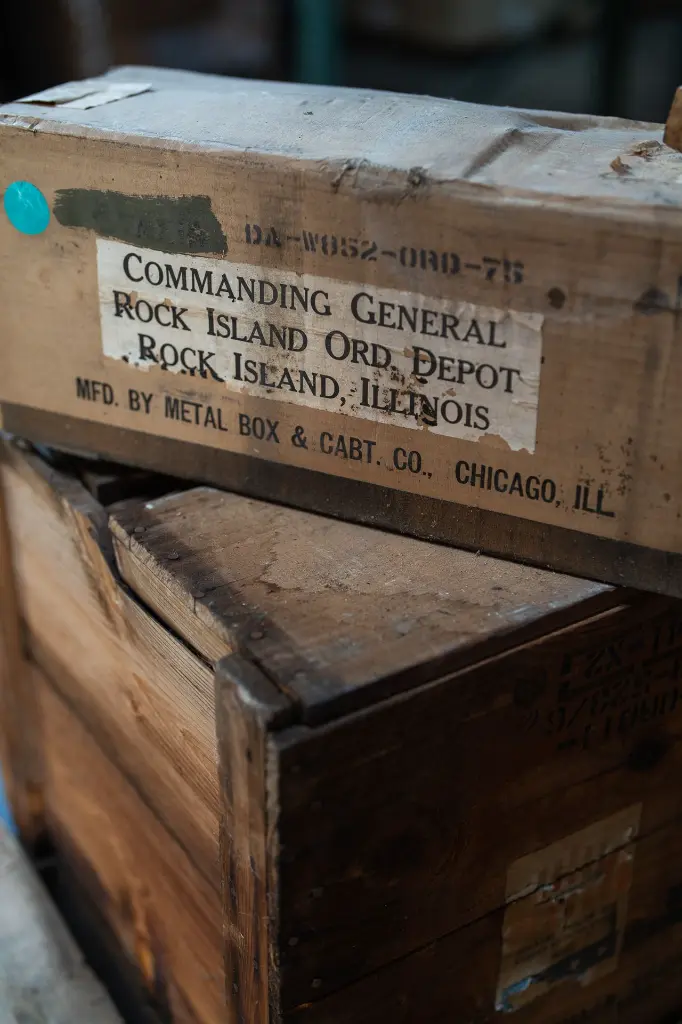 DA-W052-ORD-75
COMMANDING GENERAL
ROCK ISLAND ORD. DEPOT
ROCK ISLAND, ILLINOIS
MFD. BY METAL BOX & CABT. CO., CHICAGO, ILL